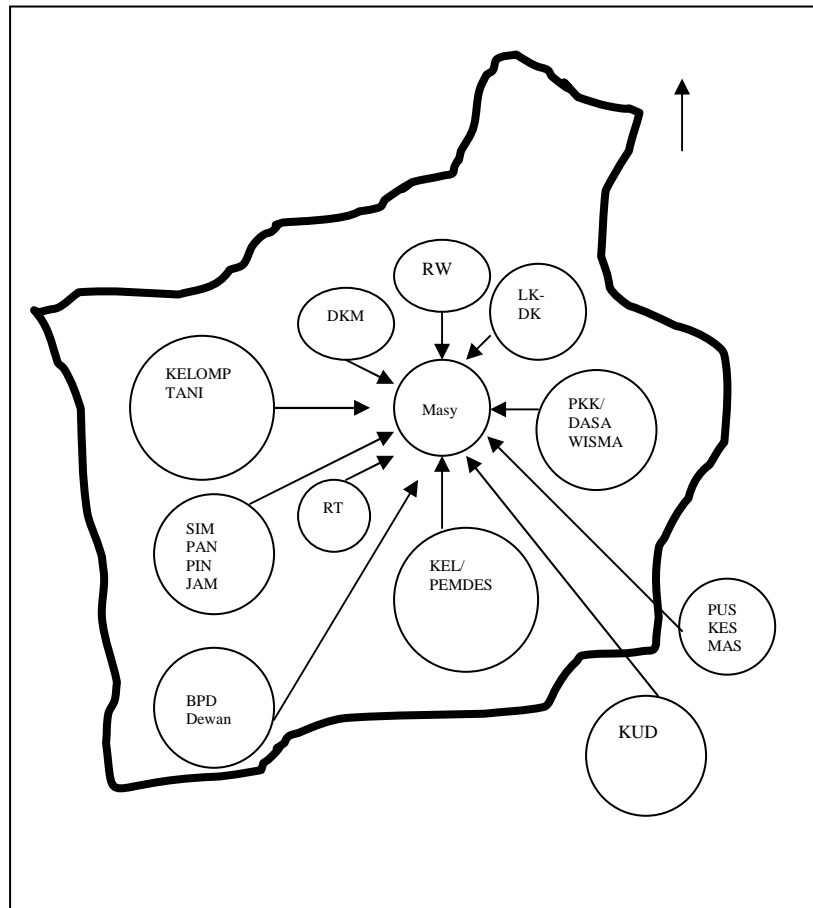 RW
LK-
DK
DKM
KELOMP
TANI
Masy
PKK/
DASA
WISMA
RT
SIM
PAN
PIN
JAM
KEL/
PEMDES
PUS
KES
MAS
BPD
Dewan
KUD